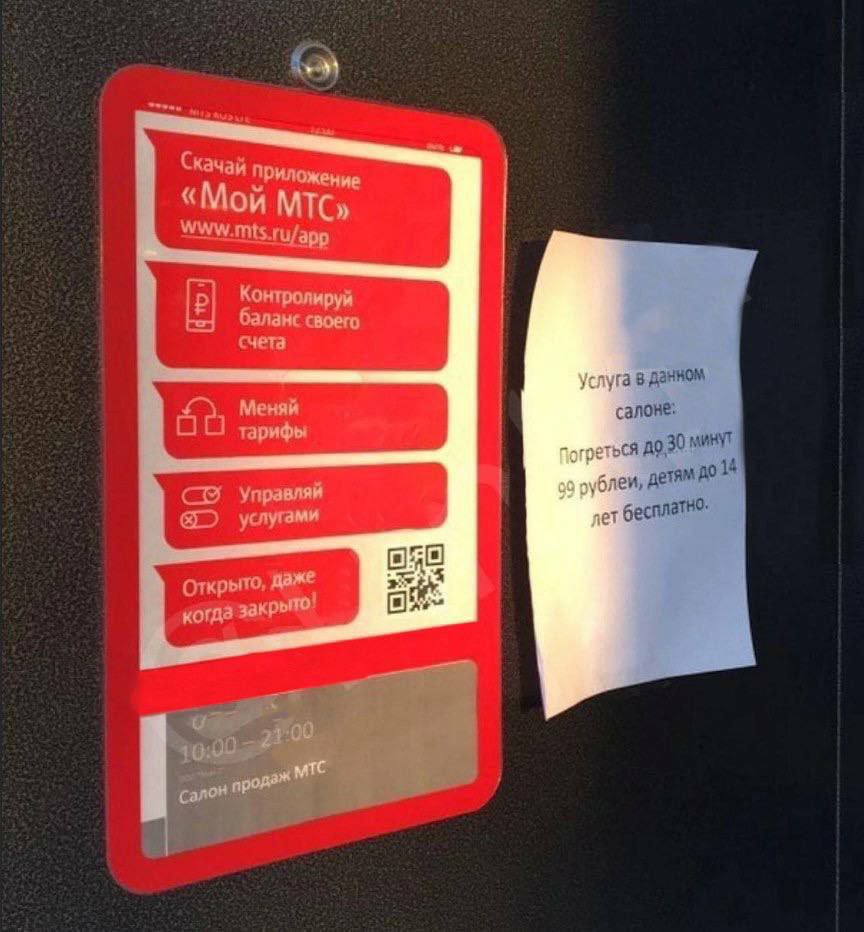 Скачай приложение
«Мой МТС»
www.mts.ru/app
Контролируй
баланс своего
счета
Меняй
тарифы
Управляй
услугами
Открыто, даже
когда закрыто!
10:00 – 21:00
Салон продаж МТС
Услуга в данном
салоне:
Погреться до 30 минут
99 рублей, детям до 14
лет бесплатно.